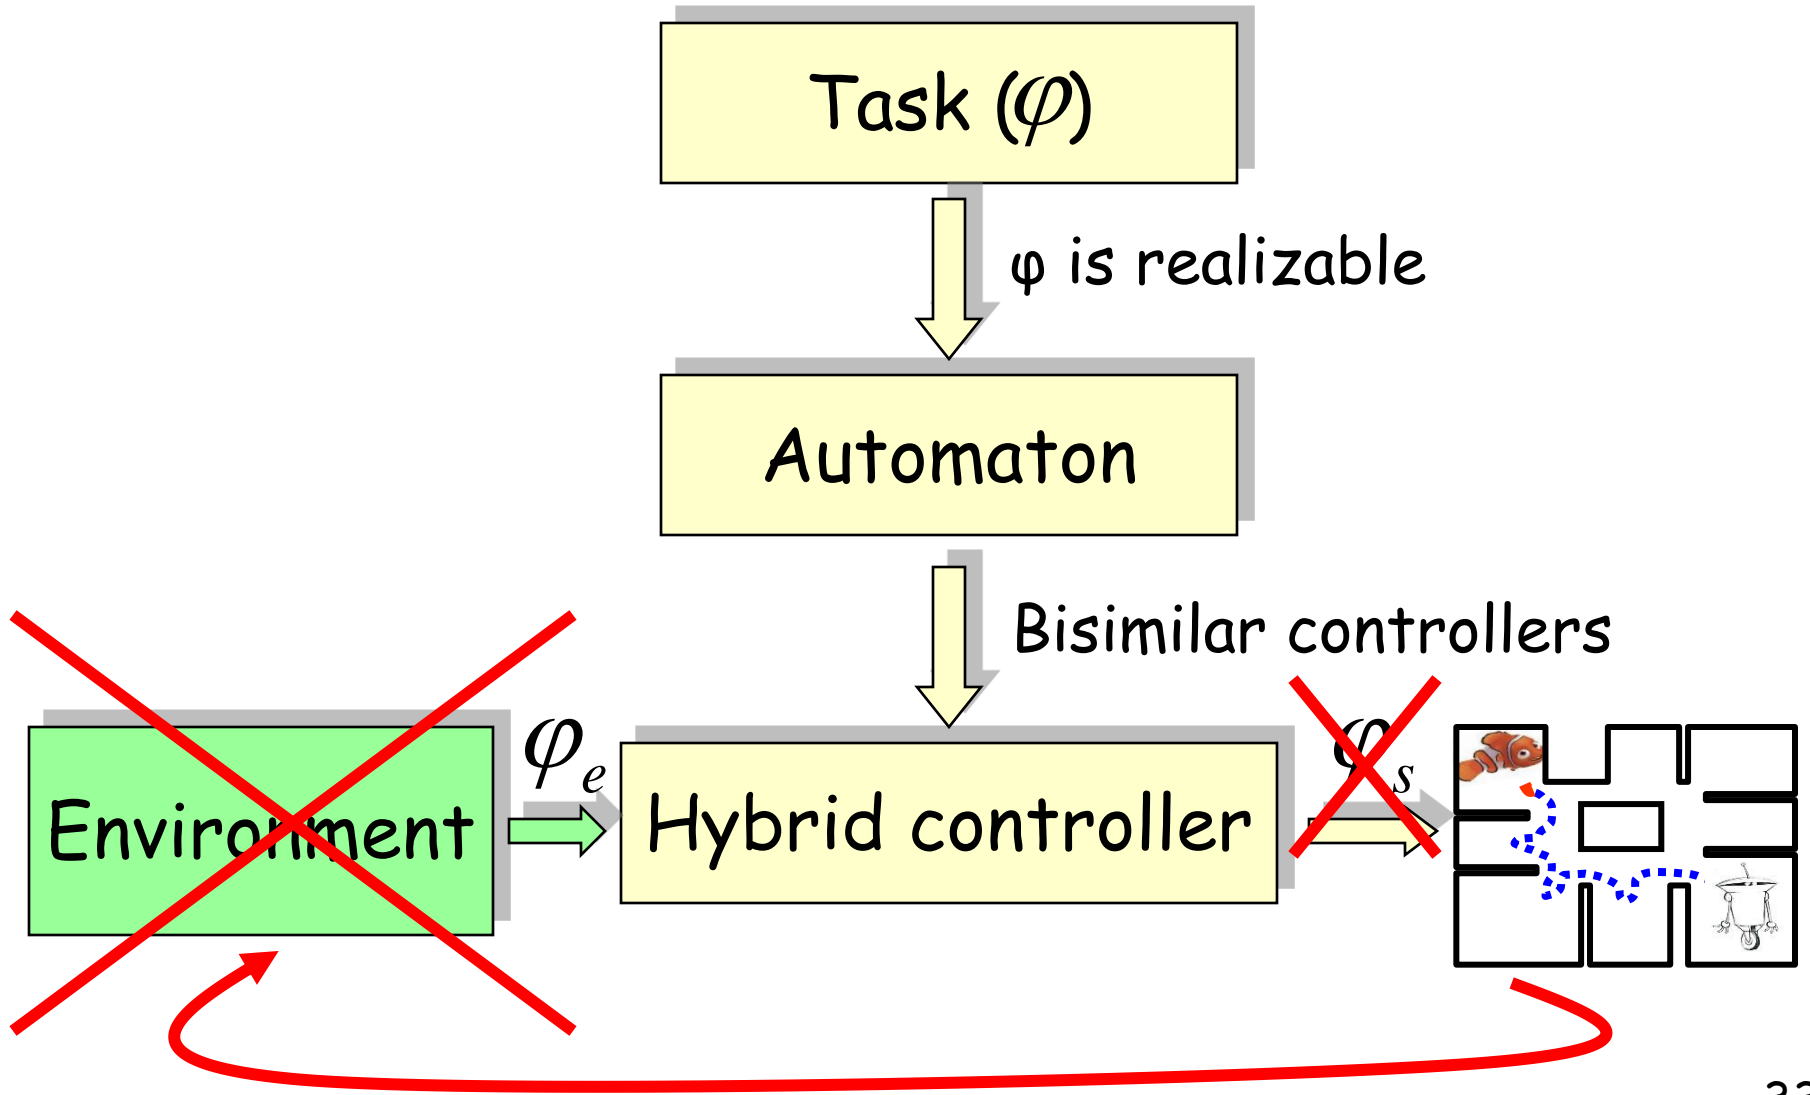 Task (φ)
φ is realizable
Automaton
Bisimilar controllers
φe
φs
Environment
Hybrid controller